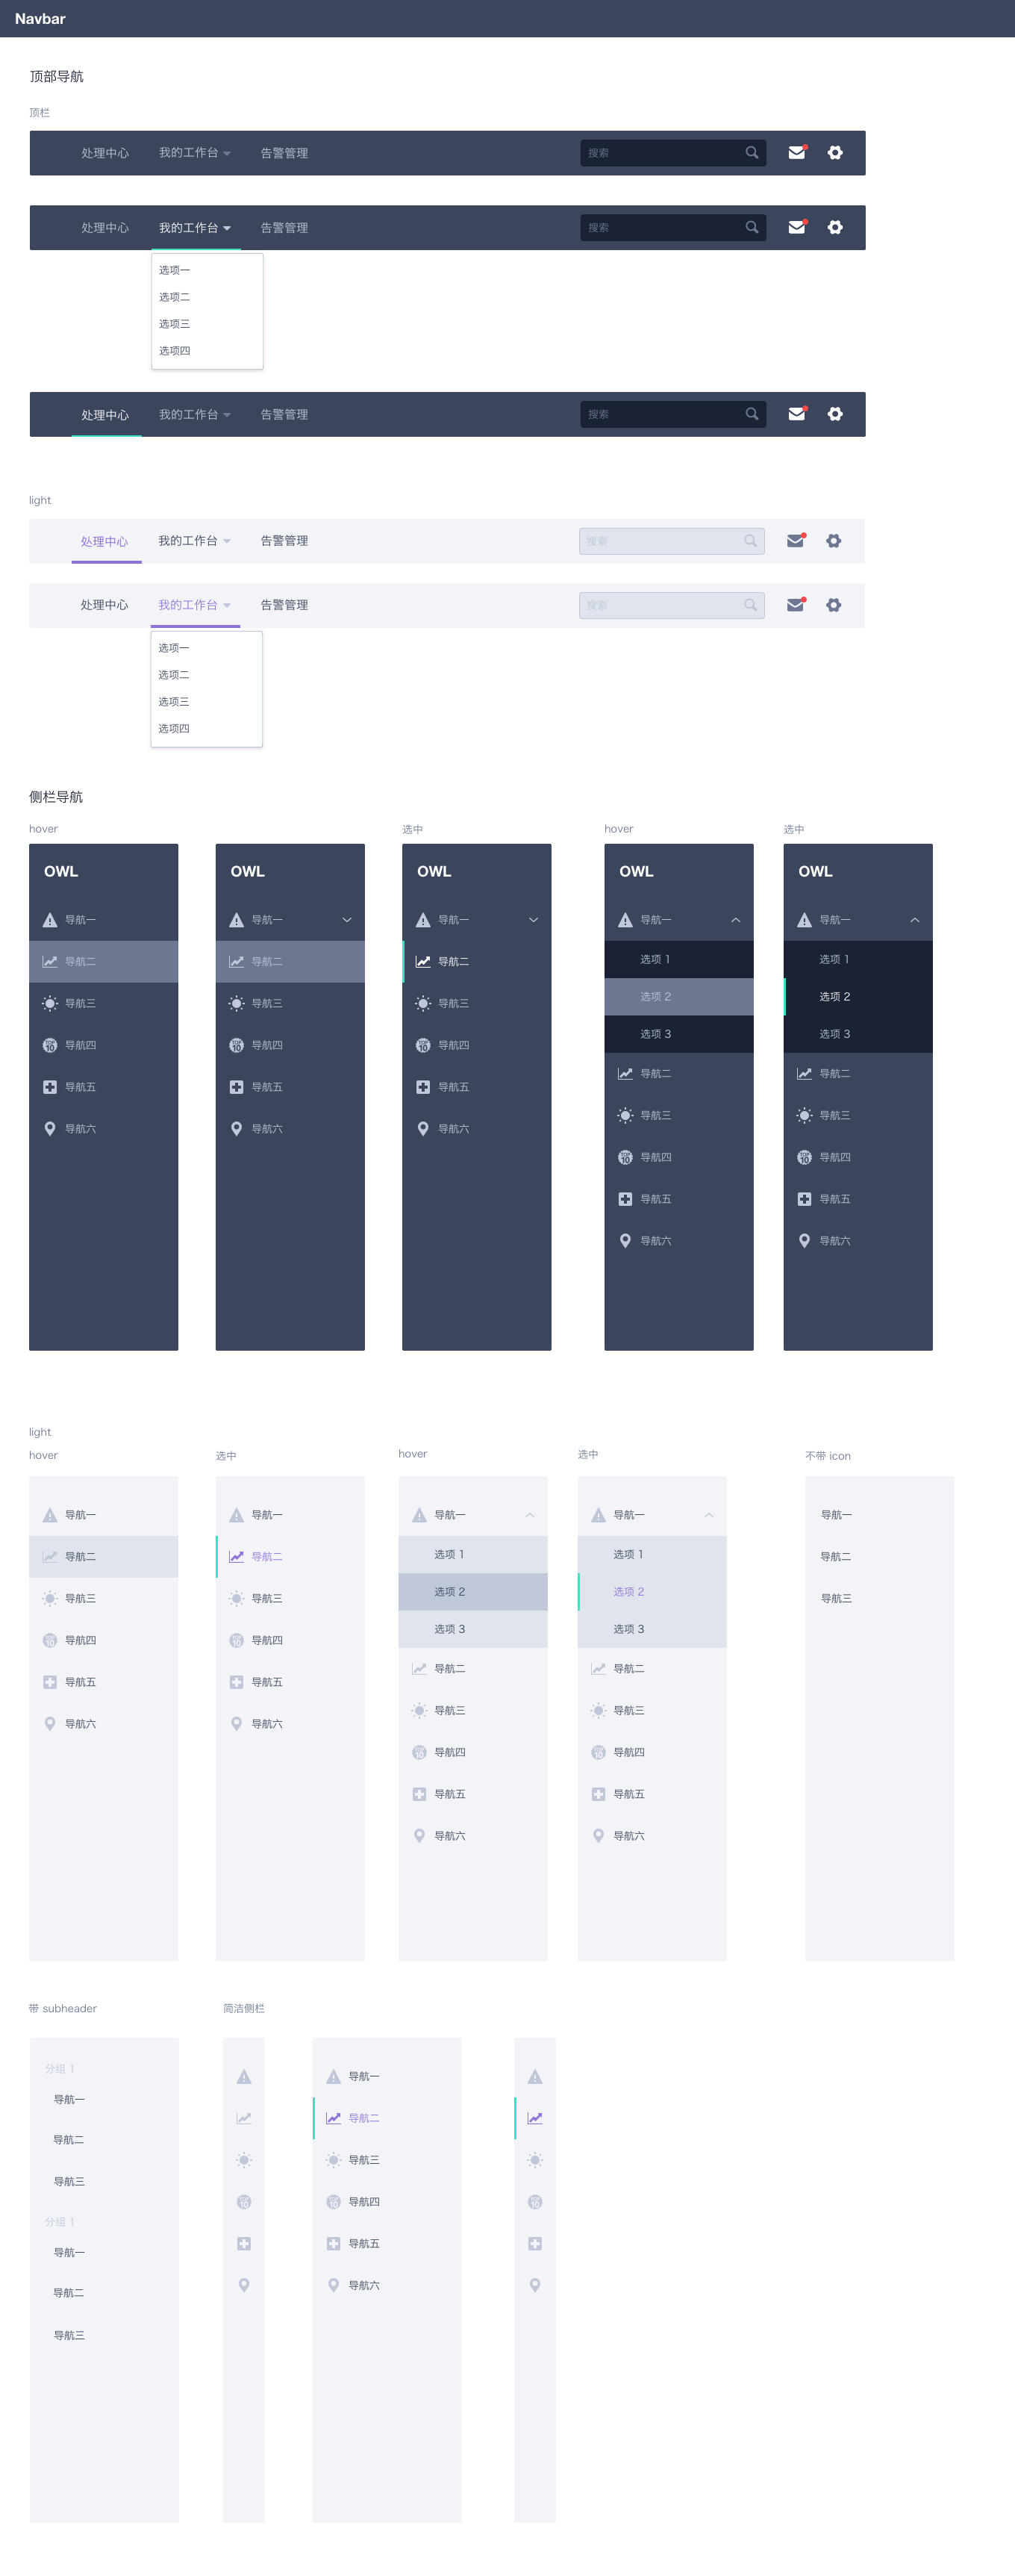 Navbar
顶部导航
顶栏
处理中心 我的工作台 告警管理 搜索
处理中心 我的工作台 告警管理 搜索
选项一
选项二
选项三
选项四
处理中心 我的工作台 告警管理 搜索
light
处理中心 我的工作台 告警管理 搜索
处理中心 我的工作台 告警管理 搜索
选项一
选项二
选项三
选项四
侧栏导航
hover
OWL
导航一
导航二
导航三
10 导航四
导航五
导航六
OWL
导航一
导航二
导航三
10 导航四
导航五
导航六
选中
OWL
导航一
导航二
导航三
10 导航四
导航五
导航六
hover
OWL
导航一
选项 1
选项 2
选项 3
导航二
导航三
10 导航四
导航五
导航六
选中
OWL
导航一
选项 1
选项 2
选项 3
导航二
导航三
10 导航四
导航五
导航六
light
hover
导航一
导航二
导航三
10 导航四
导航五
导航六
选中
导航一
导航二
导航三
10 导航四
导航五
导航六
hover
导航一
选项 1
选项 2
选项 3
导航二
导航三
10 导航四
导航五
导航六
选中
导航一
选项 1
选项 2
选项 3
导航二
导航三
10 导航四
导航五
导航六
不带 icon
导航一
导航二
导航三
带 subheader
分组 1
导航一
导航二
导航三
分组 1
导航一
导航二
导航三
简洁侧栏
10
导航一
导航二
导航三
10 导航四
导航五
导航六
10